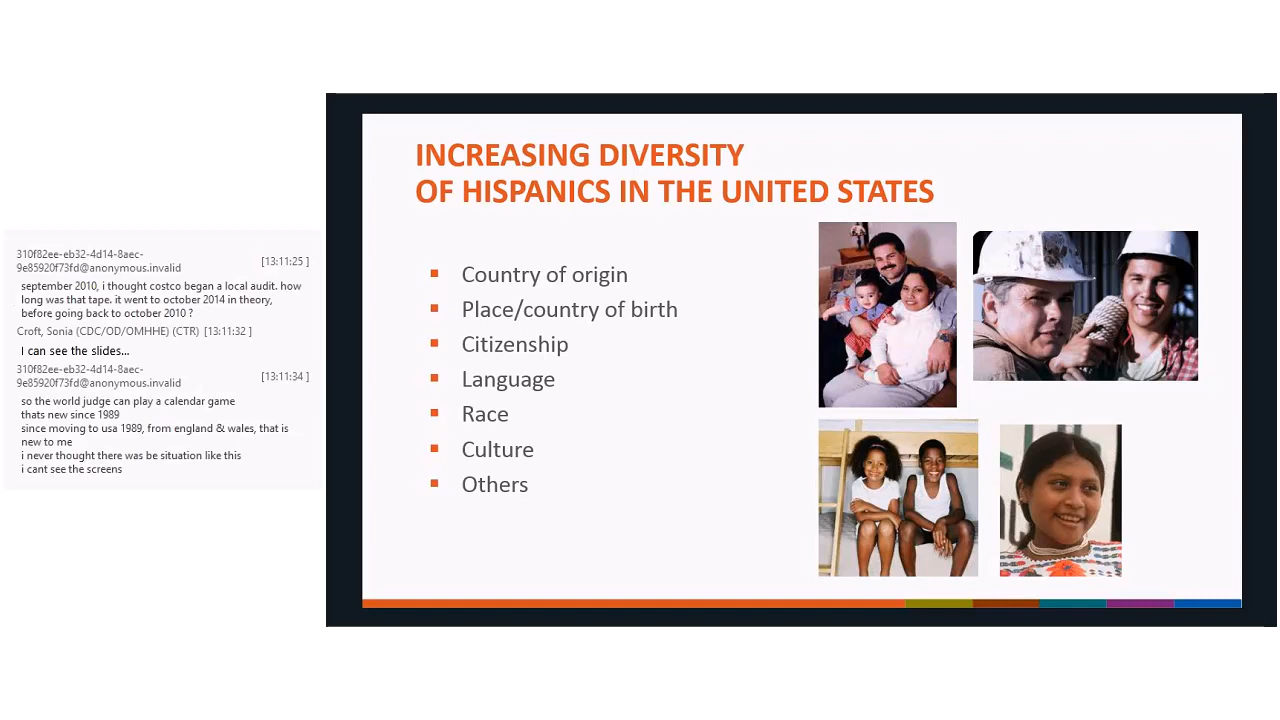 310f82ee-eb32-4d14-8aec-
9e85920f73fd@anonymous.invalid [13:11:25 ]
september 2010, i thought costco began a local audit. how
long was that tape. it went to october 2014 in theory,
before going back to october 2010 ?
Croft, Sonia (CDC/OD/OMHHE) (CTR) [13:11:32 ]
I can see the slides...
310f82ee-eb32-4d14-8aec-
9e85920f73fd@anonymous.invalid [13:11:34 ]
so the world judge can play a calendar game
thats new since 1989
since moving to usa 1989, from england & wales, that is
new to me
i never thought there was be situation like this
i cant see the screens
INCREASING DIVERSITY
OF HISPANICS IN THE UNITED STATES
Country of origin
Place/country of birth
Citizenship
Language
Race
Culture
Others